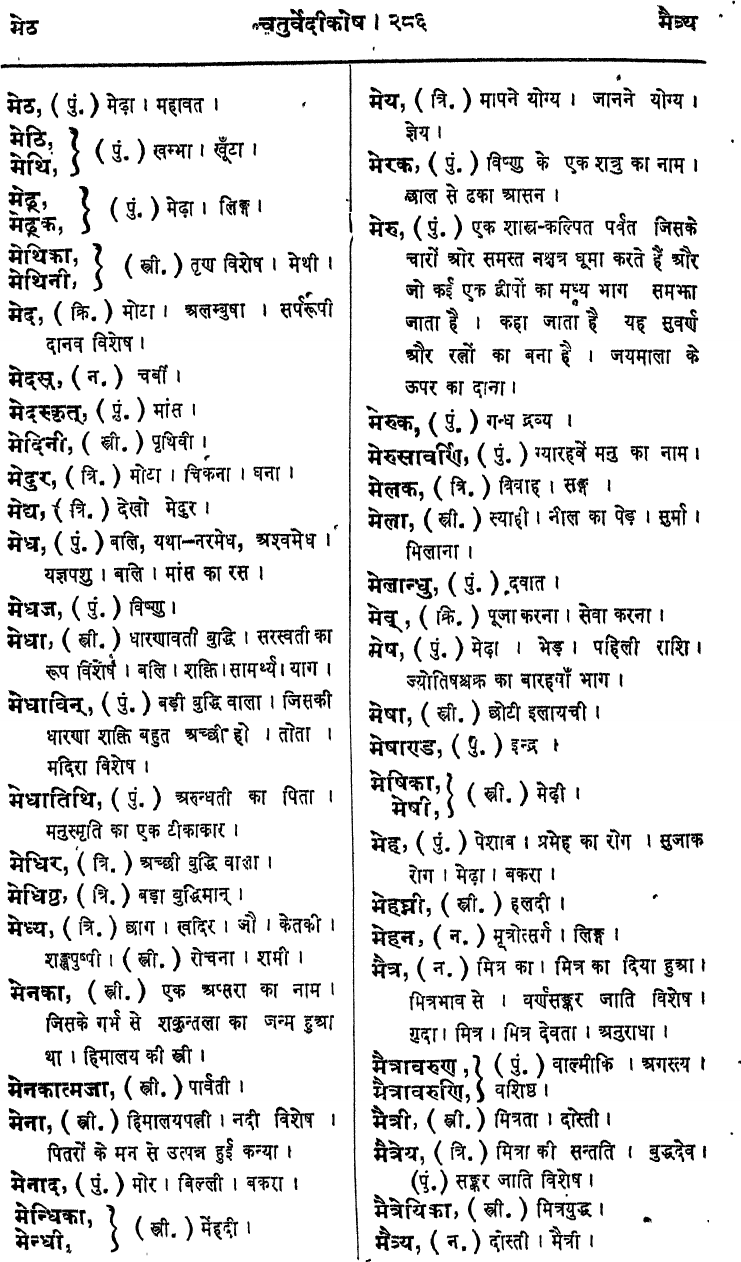 मेठ चतुर्वेदीकोष । २८६ मैत्र्य
मेठ, ( पुं. ) मेढ़ा । महावत ।
मेठि,
मेथि, } ( पुं. ) खम्भा । खूँटा ।
मेढ्र,
मेढ्रक, } ( पुं. ) मेढ़ा । लिङ्ग ।
मेथिका,
मेथिनी, } ( स्त्री. ) तृण विशेष । मेथी ।
मेद, ( क्रि. ) मोटा । अलम्बुषा । सर्परूपी
दानव विशेष ।
मेदस्, ( न. ) चर्बी ।
मेदस्कृत्, ( पुं. ) मांस ।
मेदिनी, ( स्त्री. ) पृथिवी ।
मेदुर, ( त्रि. ) मोटा । चिकना । घना ।
मेद्य, ( त्रि. ) देखो मेदुर ।
मेध, ( पुं. ) बलि, यथा—नरमेध, अश्वमेध ।
यज्ञपशु । बलि । मांस का रस ।
मेधज, ( पुं. ) विष्णु ।
मेधा, ( स्त्री. ) धारणावती बुद्धि । सरस्वती का
रूप विशेष । बलि । शक्ति । सामर्थ्य । याग ।
मेधाविन्, ( पुं. ) बड़ी बुद्धि वाला । जिसकी
धारणा शक्ति बहुत अच्छी हो । तोता ।
मदिरा विशेष ।
मेधातिथि, ( पुं. ) अरुन्धती का पिता ।
मनुस्मृति का एक टीकाकार ।
मेधिर, ( त्रि. ) अच्छी बुद्धि वाला ।
मेधिष्ठ, ( त्रि. ) बड़ा बुद्धिमान् ।
मेध्य, ( त्रि. ) छाग । खदिर । जौ । केतकी ।
शङ्खपुष्पी । ( स्त्री. ) रोचना । शमी ।
मेनका, ( स्त्री. ) एक अप्सरा का नाम ।
जिसके गर्भ से शकुन्तला का जन्म हुआ
था । हिमालय की स्त्री ।
मेनकात्मजा, ( स्त्री. ) पार्वती ।
मेना, ( स्त्री. ) हिमालयपत्नी । नदी विशेष ।
पितरों के मन से उत्पन्न हुई कन्या ।
मेनाद, ( पुं. ) मोर । बिल्ली । बकरा ।
मेन्धिका,
मेन्धी, } ( स्त्री. ) मेंहदी ।
मेय, ( त्रि. ) मापने योग्य । जानने योग्य ।
ज्ञेय ।
मेरक, ( पुं. ) विष्णु के एक शत्रु का नाम ।
छाल से ढका आसन ।
मेरु, ( पुं. ) एक शास्त्र-कल्पित पर्वत जिसके
चारों ओर समस्त नक्षत्र घूमा करते हैं और
जो कई एक द्वीपों का मध्य भाग समझा
जाता है । कहा जाता है यह सुवर्ण
और रत्नों का बना है । जयमाला के
ऊपर का दाना ।
मेरुक, ( पुं. ) गन्ध द्रव्य ।
मेरुसावर्णि, ( पुं. ) ग्यारहवें मनु का नाम ।
मेलक, ( त्रि. ) विवाह । सङ्ग ।
मेला, ( स्त्री. ) स्याही । नील का पेड़ । सुर्मा ।
मिलाना ।
मेलान्धु, ( पुं. ) दवात ।
मेव्, ( क्रि. ) पूजा करना । सेवा करना ।
मेष, ( पुं. ) मेढ़ा । भेड़ । पहिली राशि ।
ज्योतिषचक्र का बारहवाँ भाग ।
मेषा, ( स्त्री. ) छोटी इलायची ।
मेषाण्ड, ( पुं. ) इन्द्र ।
मेषिका,
मेषी, } ( स्त्री. ) मेढ़ी ।
मेह, ( पुं. ) पेशाब । प्रमेह का रोग । सुजाक
रोग । मेढ़ा । बकरा ।
मेहघ्नी, ( स्त्री. ) हलदी ।
मेहन, ( न. ) मूत्रोत्सर्ग । लिङ्ग ।
मैत्र, ( न. ) मित्र का । मित्र का दिया हुआ ।
मित्रभाव से । वर्णसङ्कर जाति विशेष ।
गुदा । मित्र । मित्र देवता । अनुराधा ।
मैत्रावरुण, } ( पुं. ) वाल्मीकि । अगस्त्य ।
मैत्रावरुणि, वशिष्ठ ।
मैत्री, ( स्त्री. ) मित्रता । दोस्ती ।
मैत्रेय, ( त्रि. ) मित्रा की सन्तति । बुद्धदेव ।
(पुं.) सङ्कर जाति विशेष ।
मैत्रेयिका, ( स्त्री. ) मित्रयुद्ध ।
मैत्र्य, ( न. ) दोस्ती । मैत्री ।